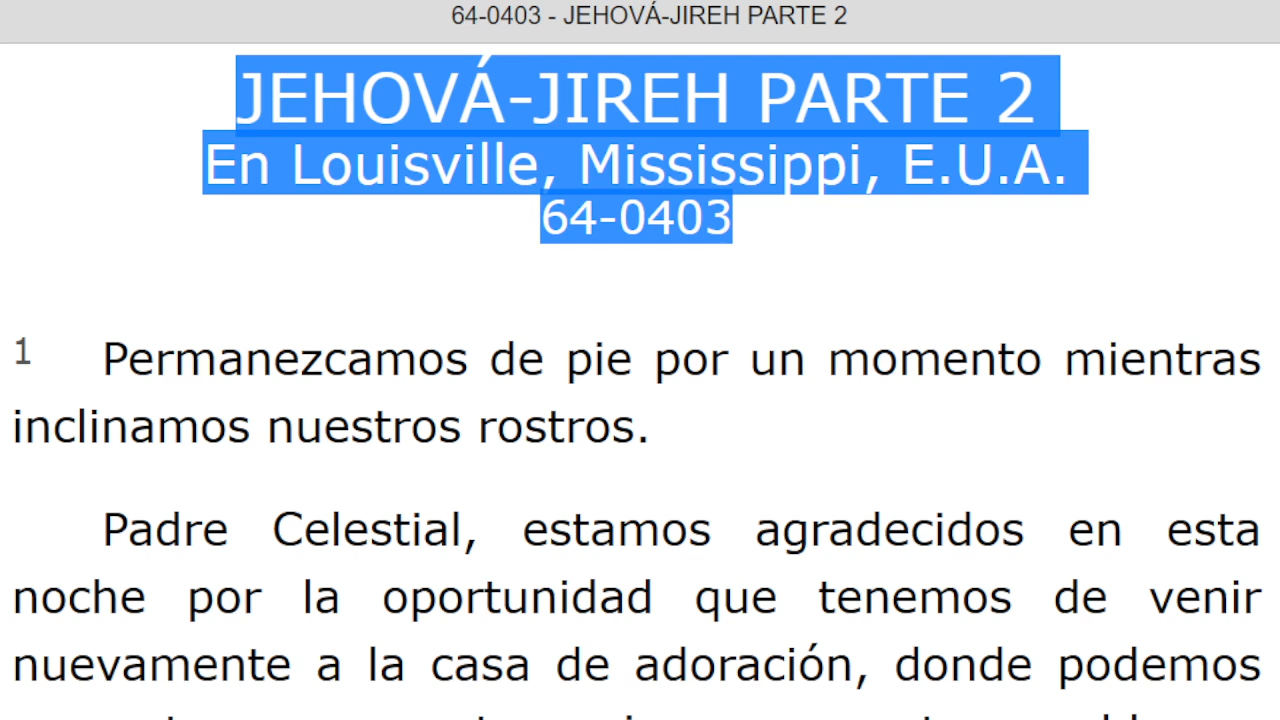 64-0403 - JEHOVÁ-JIREH PARTE 2
JEHOVÁ-JIREH PARTE 2
En Louisville, Mississippi, E.U.A.
64-0403
1 Permanezcamos de pie por un momento mientras
inclinamos nuestros rostros.
Padre Celestial, estamos agradecidos en esta
noche por la oportunidad que tenemos de venir
nuevamente a la casa de adoración, donde podemos